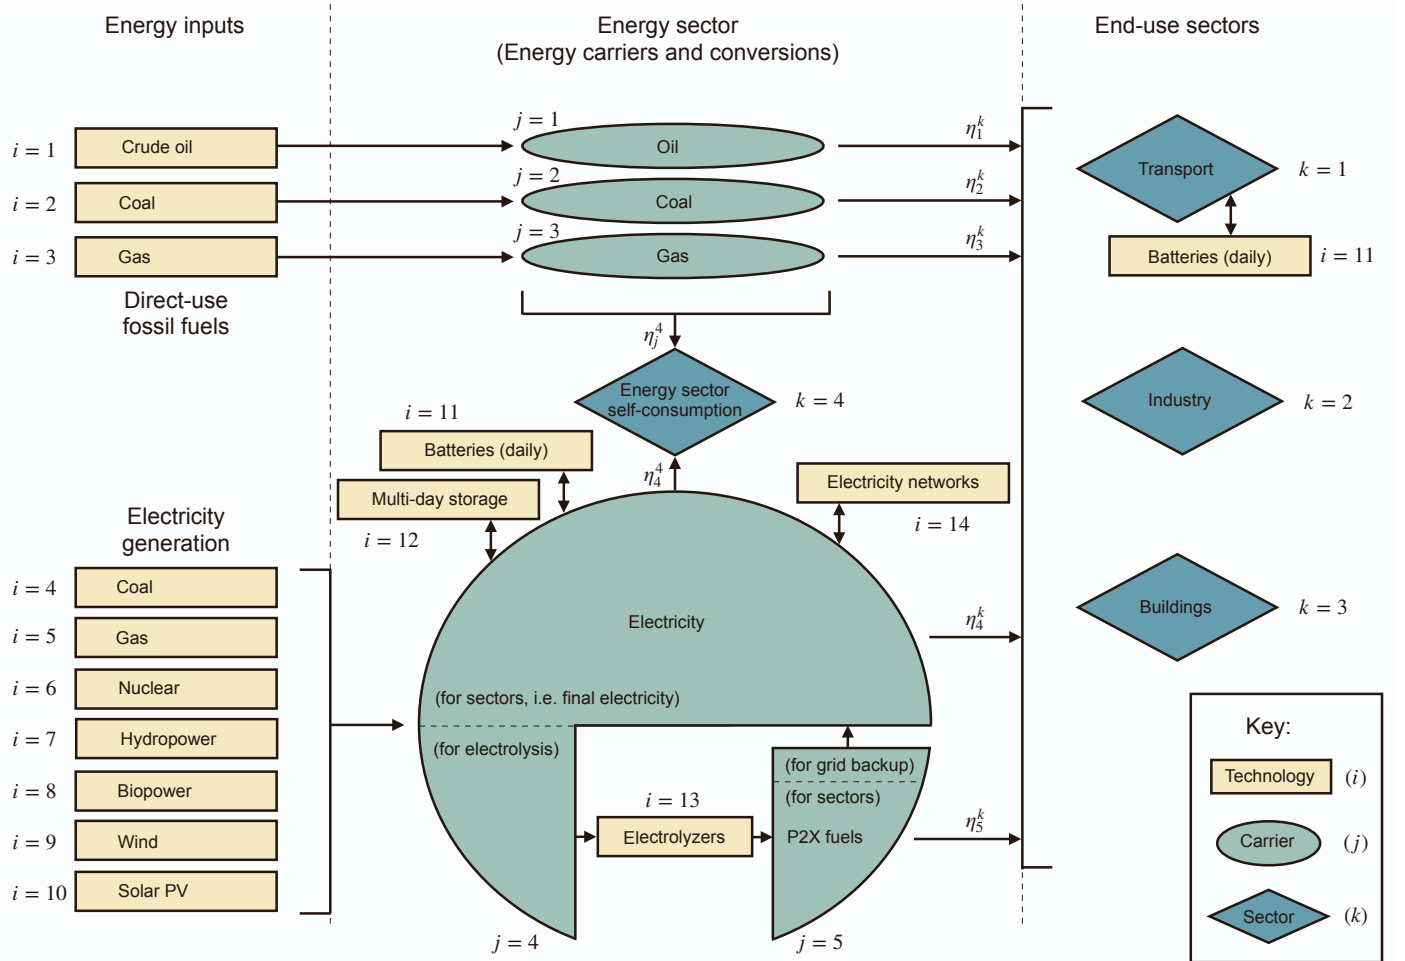 Energy inputs
Energy sector
(Energy carriers and conversions)
End-use sectors
i = 1
Crude oil
j = 1
Oil
η₁ᵏ
Transport
k = 1
i = 2
Coal
j = 2
Coal
η₂ᵏ
i = 3
Gas
j = 3
Gas
η₃ᵏ
Batteries (daily)
i = 11
Direct-use
fossil fuels
ηⱼ⁴
Energy sector
self-consumption
k = 4
Industry
k = 2
i = 11
Batteries (daily)
Multi-day storage
i = 12
η₄⁴
Electricity networks
i = 14
Electricity
generation
i = 4
Coal
i = 5
Gas
i = 6
Nuclear
i = 7
Hydropower
i = 8
Biopower
i = 9
Wind
i = 10
Solar PV
Electricity
η₄ᵏ
Buildings
k = 3
(for sectors, i.e. final electricity)
(for electrolysis)
(for grid backup)
(for sectors)
i = 13
Electrolyzers
P2X fuels
η₅ᵏ
j = 4
j = 5
Key:
Technology
(i)
Carrier
(j)
Sector
(k)